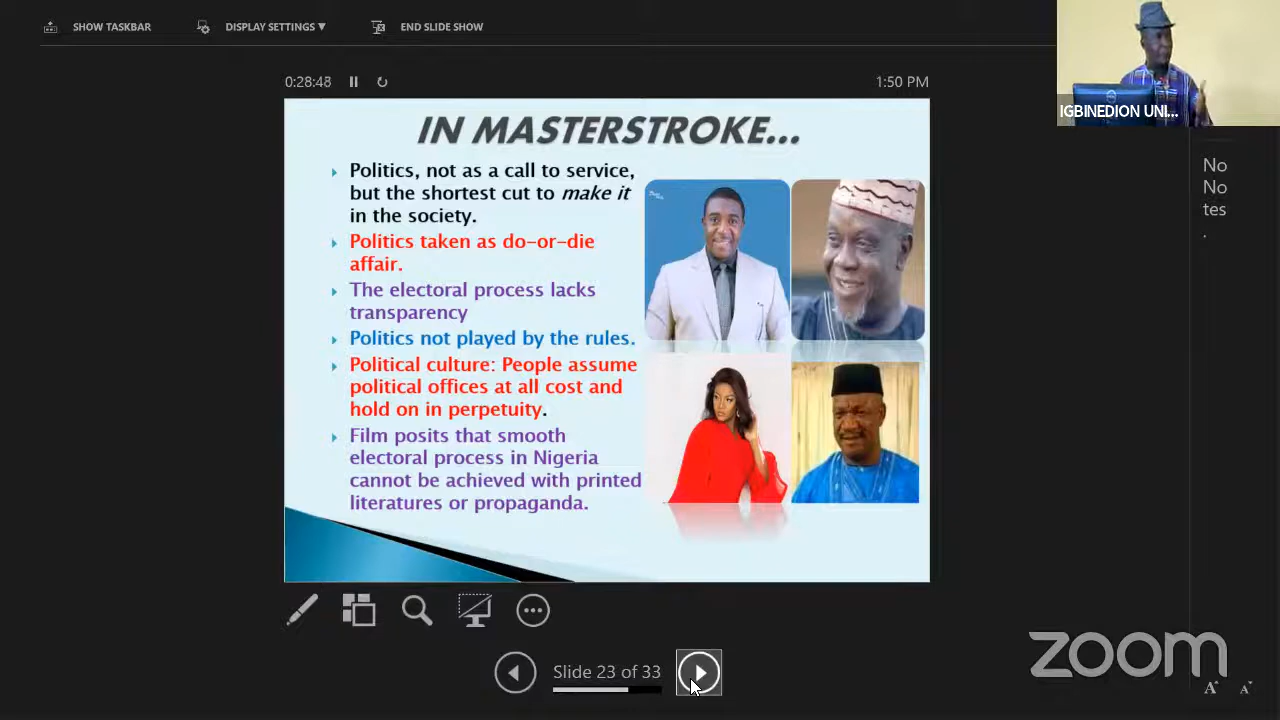 SHOW TASKBAR
DISPLAY SETTINGS ▼
END SLIDE SHOW
IGBINEDION UNI...
0:28:48
1:50 PM
IN MASTERSTROKE...
Politics, not as a call to service,
but the shortest cut to make it
in the society.
Politics taken as do-or-die
affair.
The electoral process lacks
transparency
Politics not played by the rules.
Political culture: People assume
political offices at all cost and
hold on in perpetuity.
Film posits that smooth
electoral process in Nigeria
cannot be achieved with printed
literatures or propaganda.
No
No
tes
.
Slide 23 of 33
zoom
A A